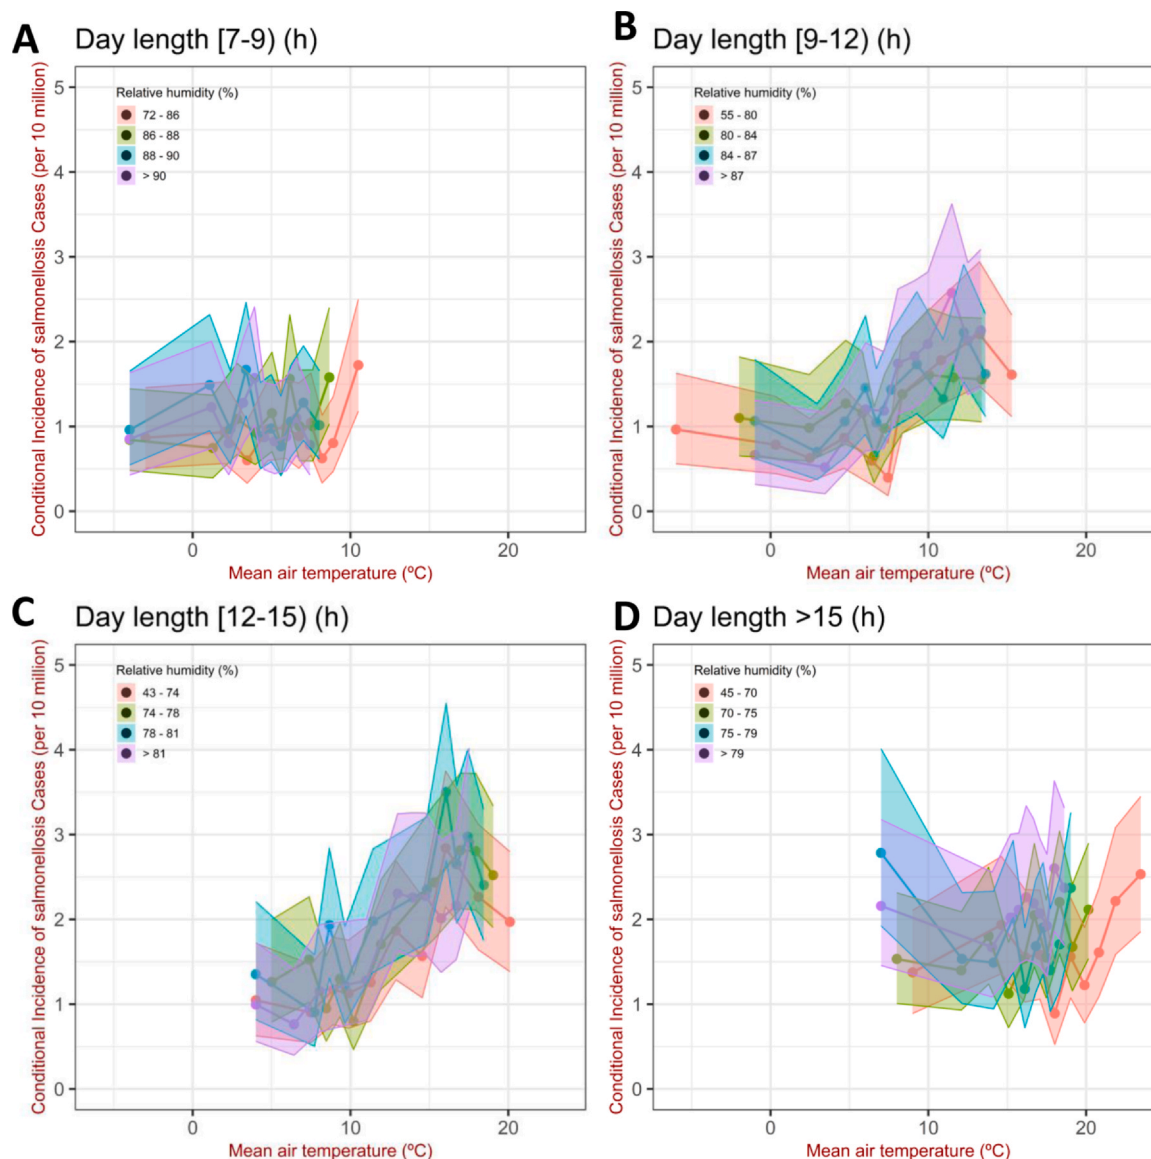 A Day length [7-9) (h)
Conditional Incidence of salmonellosis Cases (per 10 million)
5
4
3
2
1
0
Relative humidity (%)
72 - 86
86 - 88
88 - 90
> 90
0 10 20
Mean air temperature (ºC)
B Day length [9-12) (h)
Conditional Incidence of salmonellosis Cases (per 10 million)
5
4
3
2
1
0
Relative humidity (%)
55 - 80
80 - 84
84 - 87
> 87
0 10 20
Mean air temperature (ºC)
C Day length [12-15) (h)
Conditional Incidence of salmonellosis Cases (per 10 million)
5
4
3
2
1
0
Relative humidity (%)
43 - 74
74 - 78
78 - 81
> 81
0 10 20
Mean air temperature (ºC)
D Day length >15 (h)
Conditional Incidence of salmonellosis Cases (per 10 million)
5
4
3
2
1
0
Relative humidity (%)
45 - 70
70 - 75
75 - 79
> 79
0 10 20
Mean air temperature (ºC)